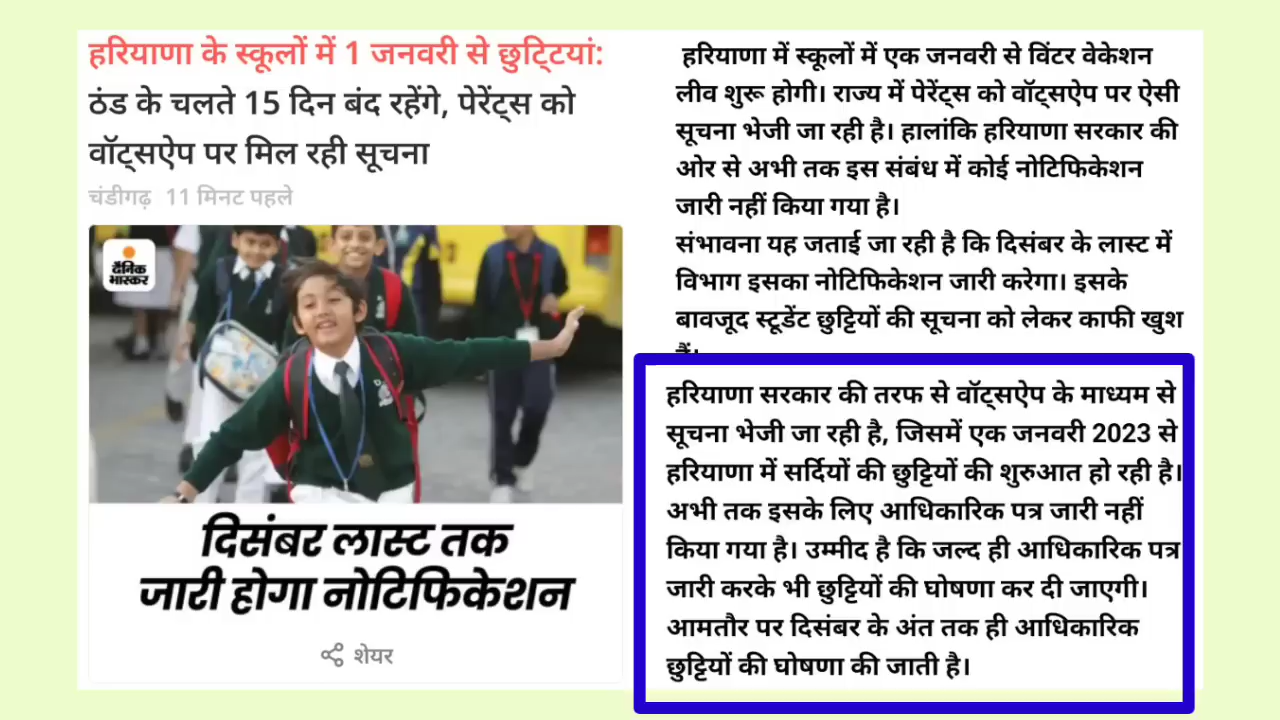 हरियाणा के स्कूलों में 1 जनवरी से छुट्टियां:
ठंड के चलते 15 दिन बंद रहेंगे, पेरेंट्स को
वॉट्सऐप पर मिल रही सूचना
चंडीगढ़ 11 मिनट पहले
दैनिक
भास्कर
दिसंबर लास्ट तक
जारी होगा नोटिफिकेशन
शेयर
हरियाणा में स्कूलों में एक जनवरी से विंटर वेकेशन
लीव शुरू होगी। राज्य में पेरेंट्स को वॉट्सऐप पर ऐसी
सूचना भेजी जा रही है। हालांकि हरियाणा सरकार की
ओर से अभी तक इस संबंध में कोई नोटिफिकेशन
जारी नहीं किया गया है।
संभावना यह जताई जा रही है कि दिसंबर के लास्ट में
विभाग इसका नोटिफिकेशन जारी करेगा। इसके
बावजूद स्टूडेंट छुट्टियों की सूचना को लेकर काफी खुश
हरियाणा सरकार की तरफ से वॉट्सऐप के माध्यम से
सूचना भेजी जा रही है, जिसमें एक जनवरी 2023 से
हरियाणा में सर्दियों की छुट्टियों की शुरुआत हो रही है।
अभी तक इसके लिए आधिकारिक पत्र जारी नहीं
किया गया है। उम्मीद है कि जल्द ही आधिकारिक पत्र
जारी करके भी छुट्टियों की घोषणा कर दी जाएगी।
आमतौर पर दिसंबर के अंत तक ही आधिकारिक
छुट्टियों की घोषणा की जाती है।